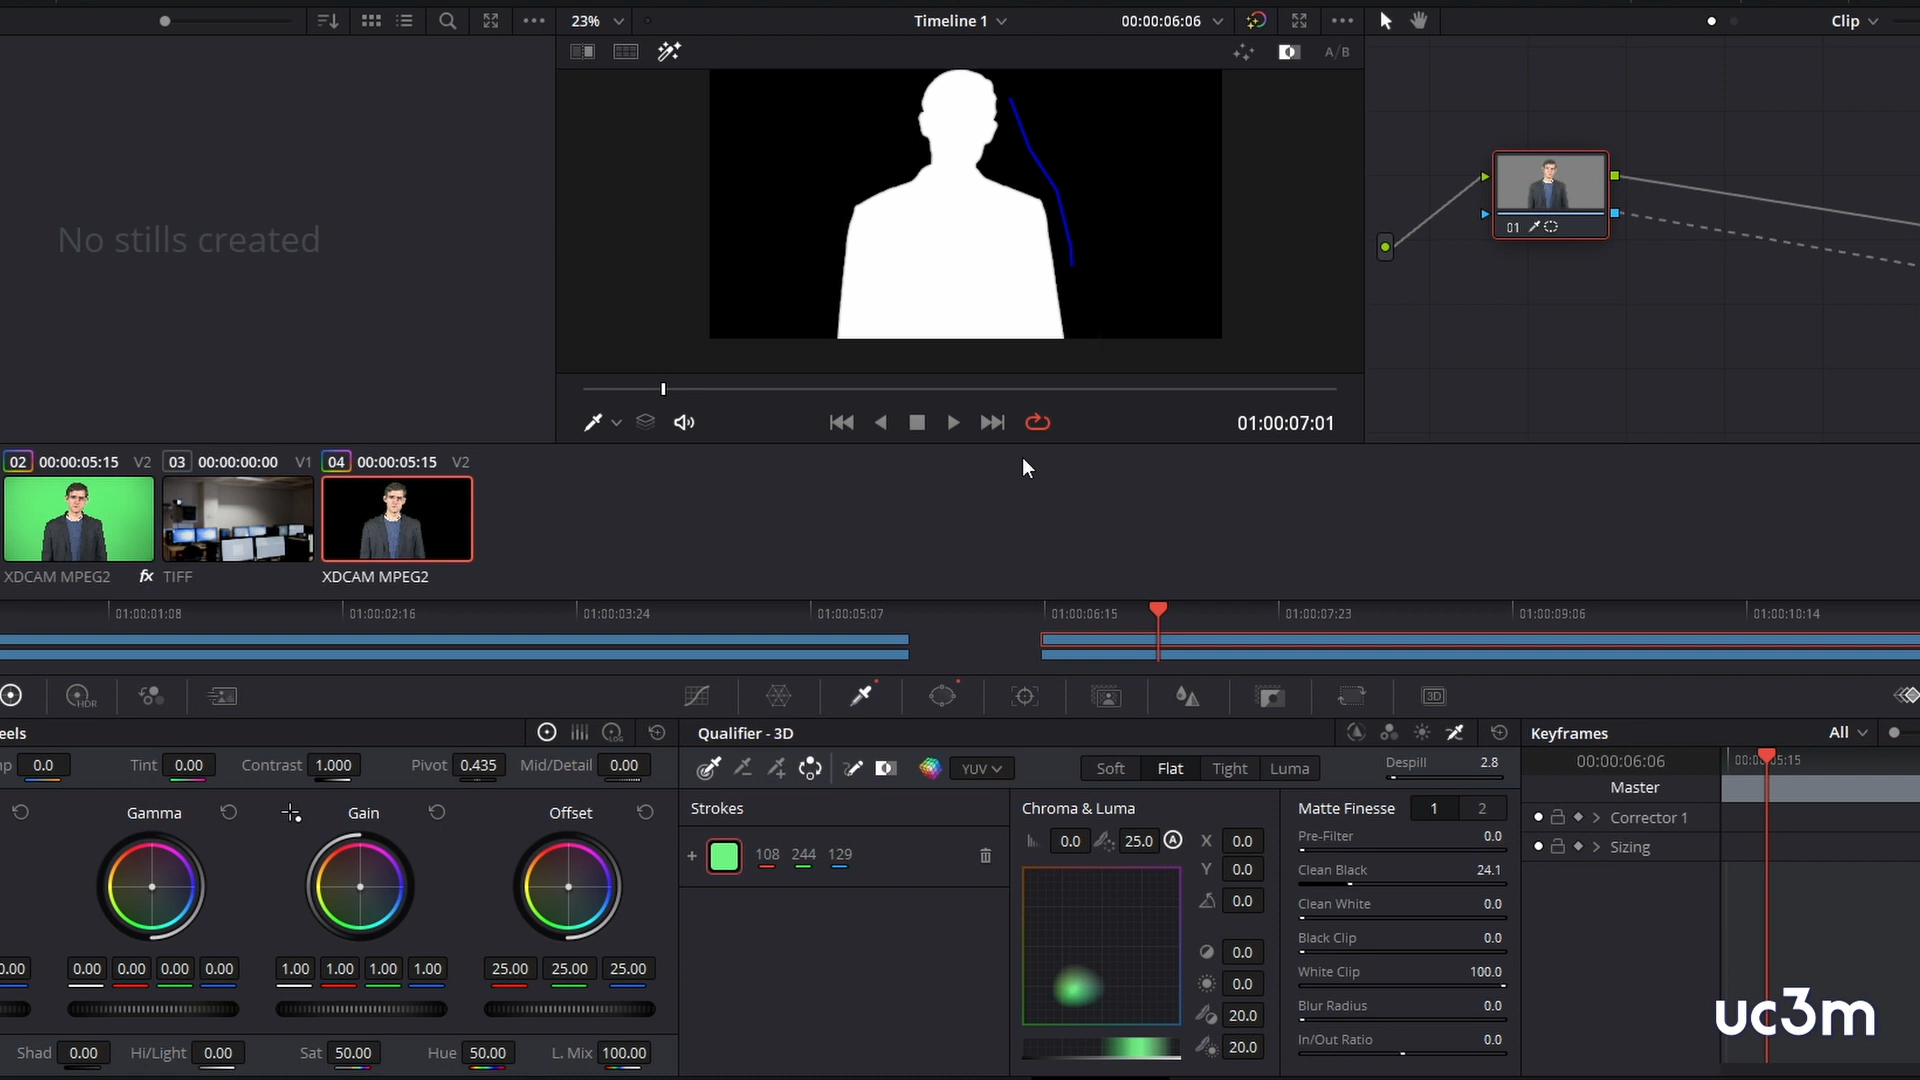 23%
Timeline 1
00:00:06:06
Clip
A/B
No stills created
01
01:00:07:01
02 00:00:05:15 V2 03 00:00:00:00 V1 04 00:00:05:15 V2
XDCAM MPEG2 fx TIFF XDCAM MPEG2
01:00:01:08 01:00:02:16 01:00:03:24 01:00:05:07 01:00:06:15 01:00:07:23 01:00:09:06 01:00:10:14
HDR
3D
eels
LOG
Qualifier - 3D
Keyframes
All
p 0.0 Tint 0.00 Contrast 1.000 Pivot 0.435 Mid/Detail 0.00
YUV
Soft Flat Tight Luma
Despill 2.8
00:00:06:06
Master
Corrector 1
Sizing
Gamma Gain Offset
Strokes
108 244 129
Chroma & Luma
0.0 25.0 A
X 0.0
Y 0.0
0.0
0.0
0.0
20.0
20.0
Matte Finesse 1 2
Pre-Filter 0.0
Clean Black 24.1
Clean White 0.0
Black Clip 0.0
White Clip 100.0
Blur Radius 0.0
In/Out Ratio 0.0
0.00 0.00 0.00 0.00 0.00 1.00 1.00 1.00 1.00 25.00 25.00 25.00
Shad 0.00 Hi/Light 0.00 Sat 50.00 Hue 50.00 L. Mix 100.00
uc3m